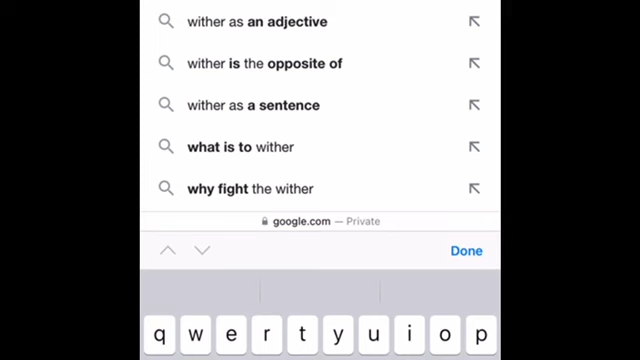 wither as an adjective
wither is the opposite of
wither as a sentence
what is to wither
why fight the wither
google.com — Private
Done
q w e r t y u i o p